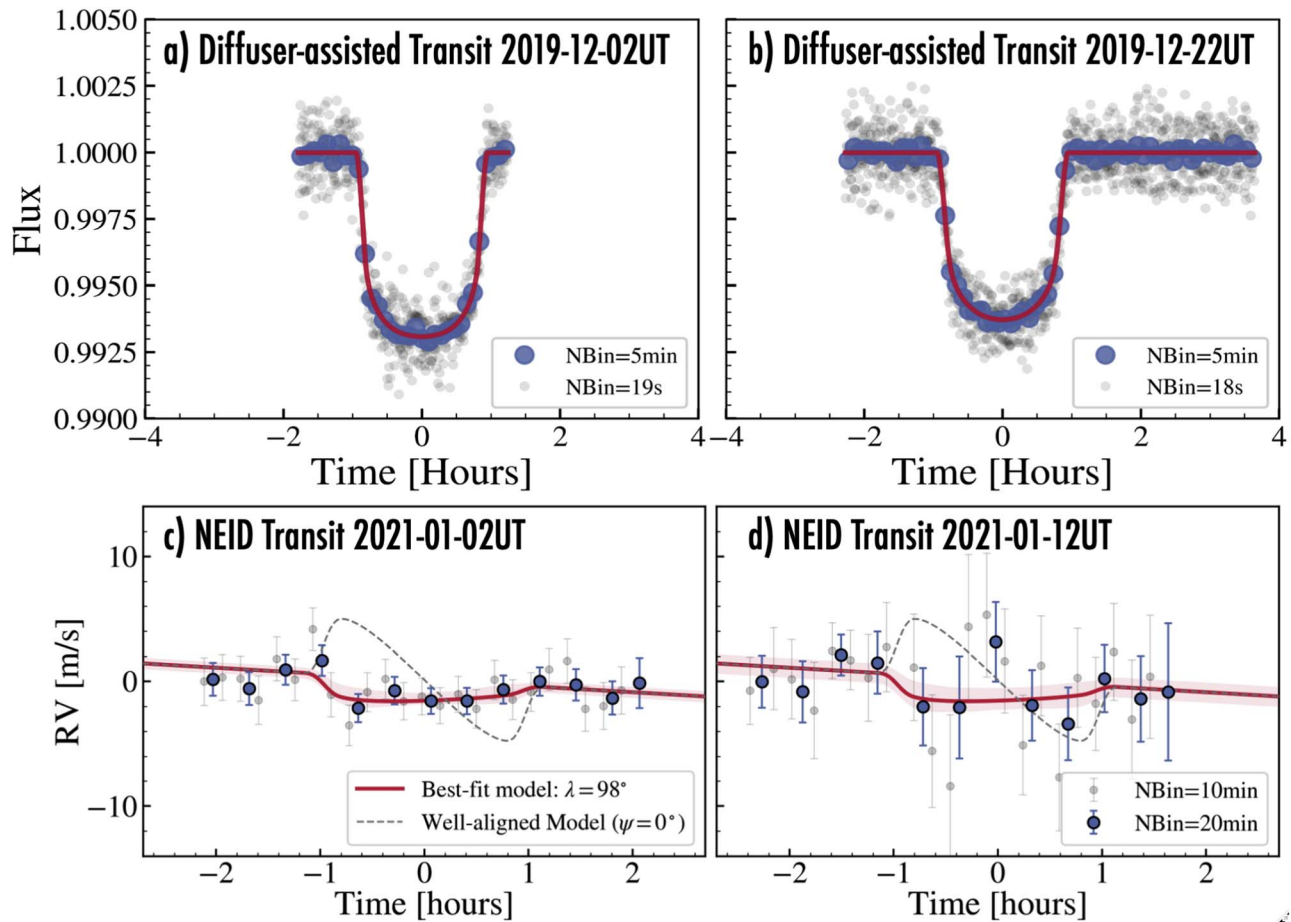 a) Diffuser-assisted Transit 2019-12-02UT
1.0050
1.0025
1.0000
0.9975
0.9950
0.9925
0.9900
Flux
NBin=5min
NBin=19s
−4
−2
0
2
4
Time [Hours]
b) Diffuser-assisted Transit 2019-12-22UT
NBin=5min
NBin=18s
−4
−2
0
2
4
Time [Hours]
c) NEID Transit 2021-01-02UT
10
0
−10
RV [m/s]
Best-fit model: λ=98°
Well-aligned Model (ψ=0°)
−2
−1
0
1
2
Time [hours]
d) NEID Transit 2021-01-12UT
NBin=10min
NBin=20min
−2
−1
0
1
2
Time [hours]